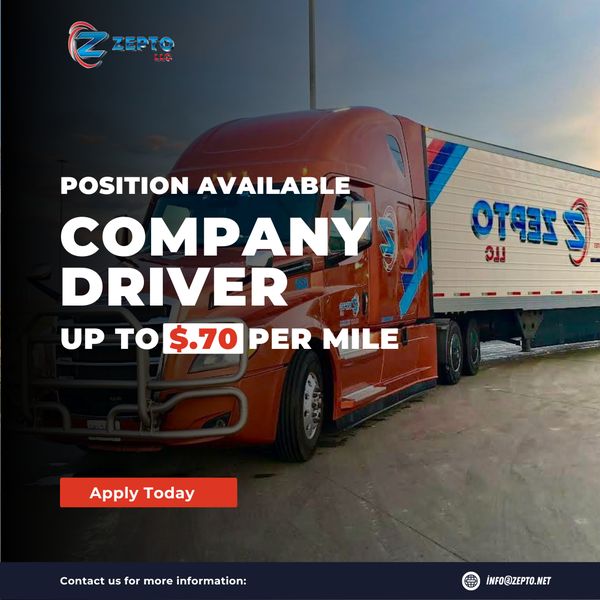 ZEPTO
LLC
POSITION AVAILABLE
COMPANY
DRIVER
UP TO $.70 PER MILE
ZEPTO
LLC
Apply Today
Contact us for more information:
INFO@ZEPTO.NET